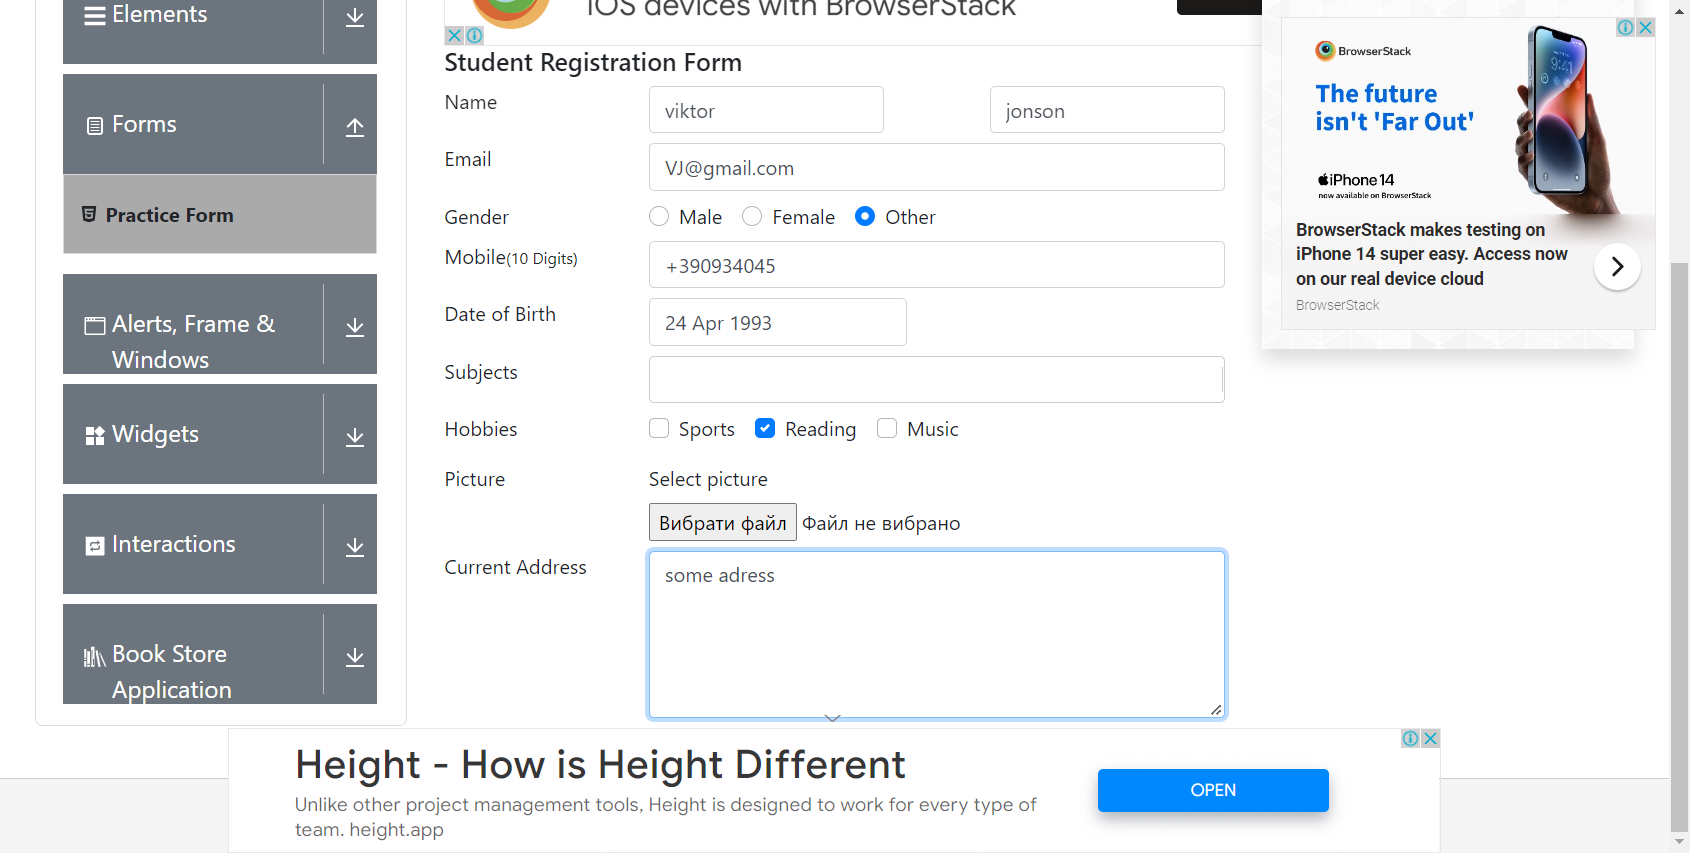 Elements
Forms
Practice Form
Alerts, Frame &
Windows
Widgets
Interactions
Book Store
Application
iOS devices with BrowserStack
Student Registration Form
Name
viktor
jonson
Email
VJ@gmail.com
Gender
Male
Female
Other
Mobile(10 Digits)
+390934045
Date of Birth
24 Apr 1993
Subjects
Hobbies
Sports
Reading
Music
Picture
Select picture
Вибрати файл
Файл не вибрано
Current Address
some adress
BrowserStack
The future
isn't 'Far Out'
iPhone 14
now available on BrowserStack
BrowserStack makes testing on
iPhone 14 super easy. Access now
on our real device cloud
BrowserStack
Height - How is Height Different
Unlike other project management tools, Height is designed to work for every type of
team. height.app
OPEN